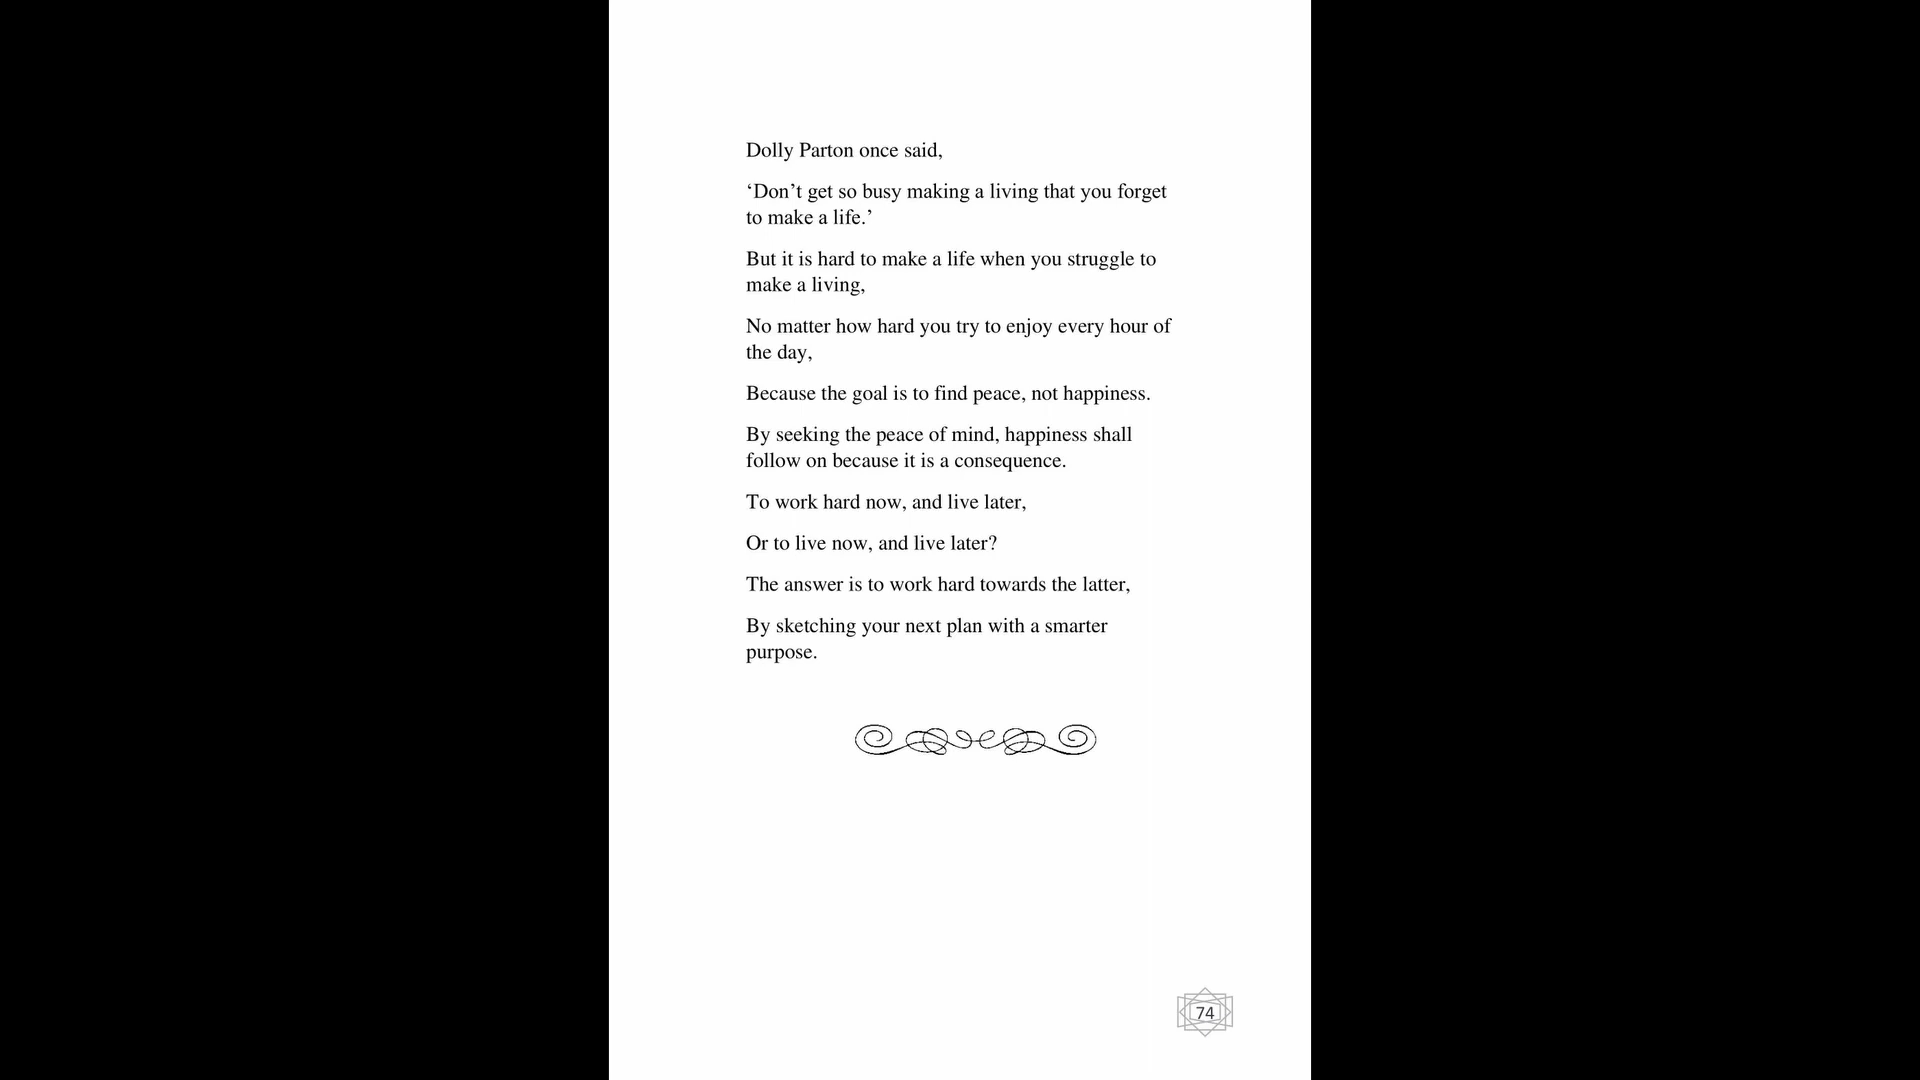 Dolly Parton once said,
‘Don’t get so busy making a living that you forget
to make a life.’
But it is hard to make a life when you struggle to
make a living,
No matter how hard you try to enjoy every hour of
the day,
Because the goal is to find peace, not happiness.
By seeking the peace of mind, happiness shall
follow on because it is a consequence.
To work hard now, and live later,
Or to live now, and live later?
The answer is to work hard towards the latter,
By sketching your next plan with a smarter
purpose.
74